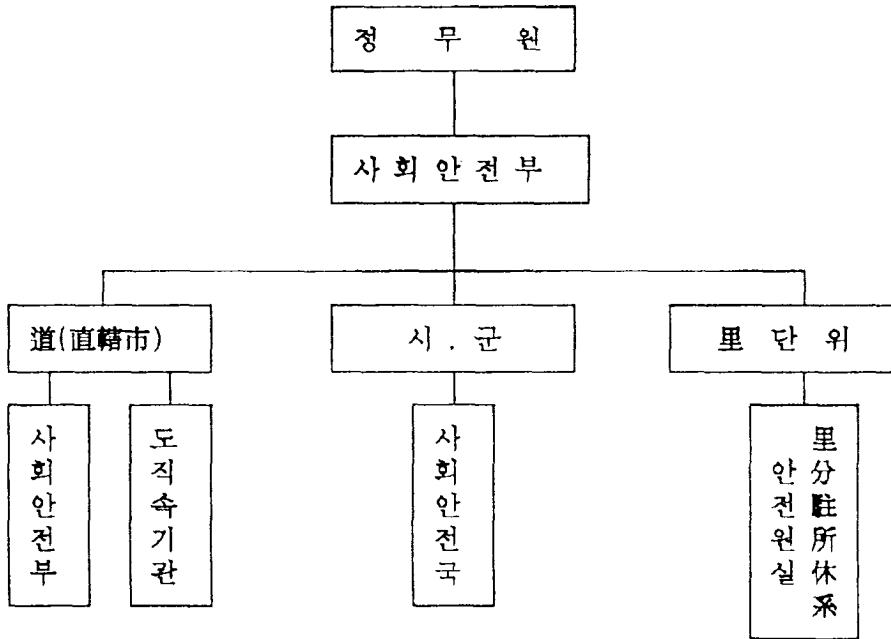 정 무 원
사 회 안 전 부
道(直轄市)
시 . 군
里 단 위
사회안전부
도직속기관
사회안전국
里分駐所休系
안전원실